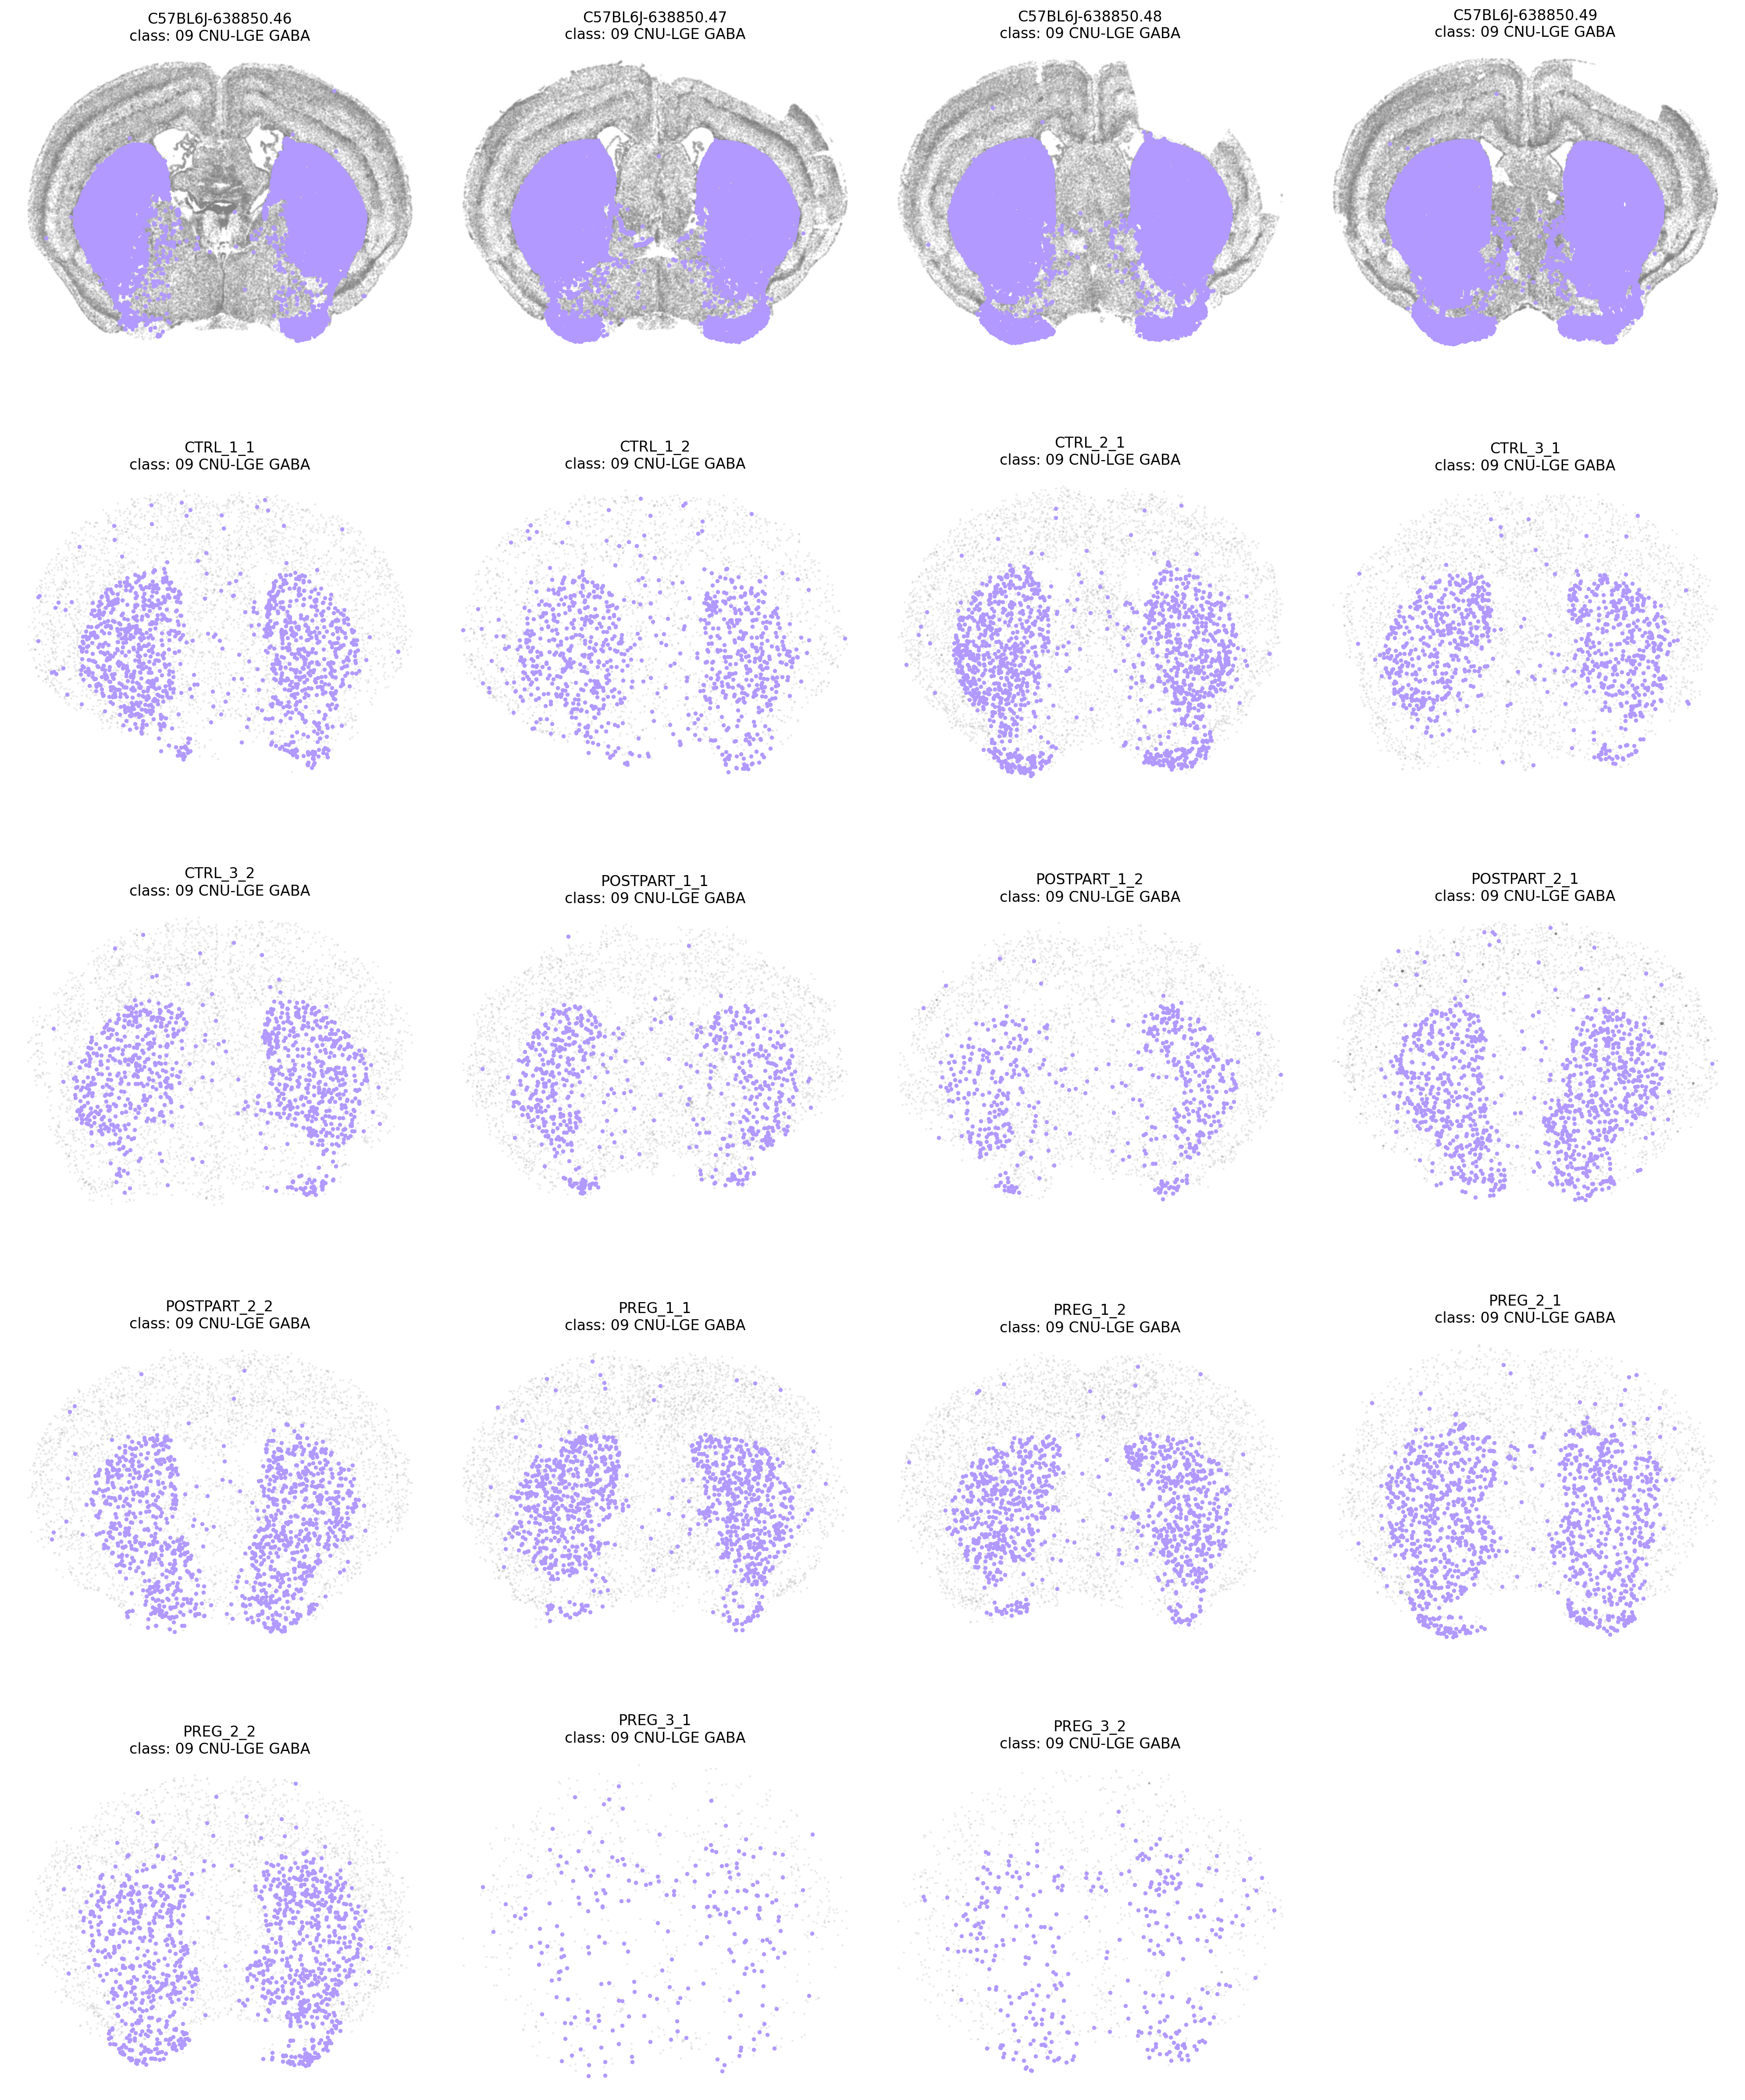 C57BL6J-638850.46
class: 09 CNU-LGE GABA
C57BL6J-638850.47
class: 09 CNU-LGE GABA
C57BL6J-638850.48
class: 09 CNU-LGE GABA
C57BL6J-638850.49
class: 09 CNU-LGE GABA
CTRL_1_1
class: 09 CNU-LGE GABA
CTRL_1_2
class: 09 CNU-LGE GABA
CTRL_2_1
class: 09 CNU-LGE GABA
CTRL_3_1
class: 09 CNU-LGE GABA
CTRL_3_2
class: 09 CNU-LGE GABA
POSTPART_1_1
class: 09 CNU-LGE GABA
POSTPART_1_2
class: 09 CNU-LGE GABA
POSTPART_2_1
class: 09 CNU-LGE GABA
POSTPART_2_2
class: 09 CNU-LGE GABA
PREG_1_1
class: 09 CNU-LGE GABA
PREG_1_2
class: 09 CNU-LGE GABA
PREG_2_1
class: 09 CNU-LGE GABA
PREG_2_2
class: 09 CNU-LGE GABA
PREG_3_1
class: 09 CNU-LGE GABA
PREG_3_2
class: 09 CNU-LGE GABA